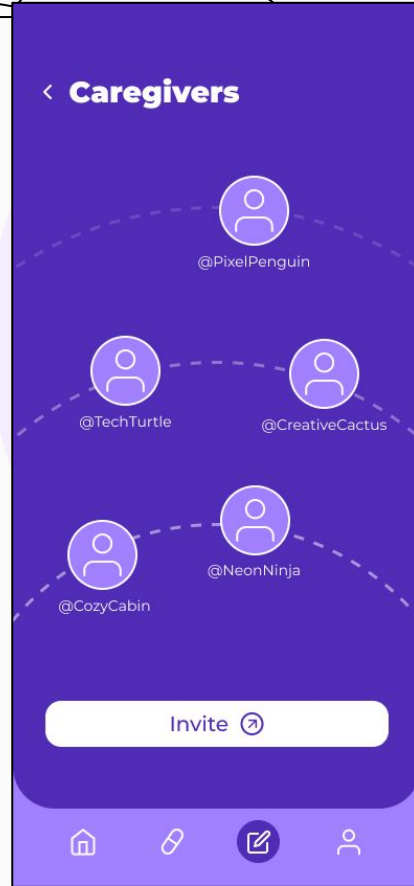 Caregivers
@PixelPenguin
@TechTurtle
@CreativeCactus
@NeonNinja
@CozyCabin
Invite